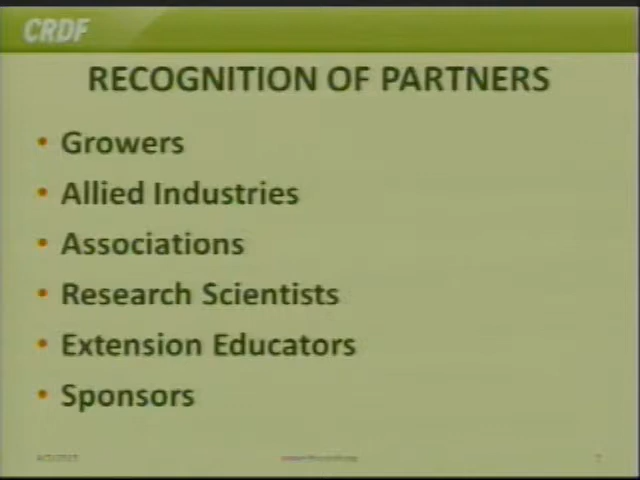 CRDF
RECOGNITION OF PARTNERS
• Growers
• Allied Industries
• Associations
• Research Scientists
• Extension Educators
• Sponsors